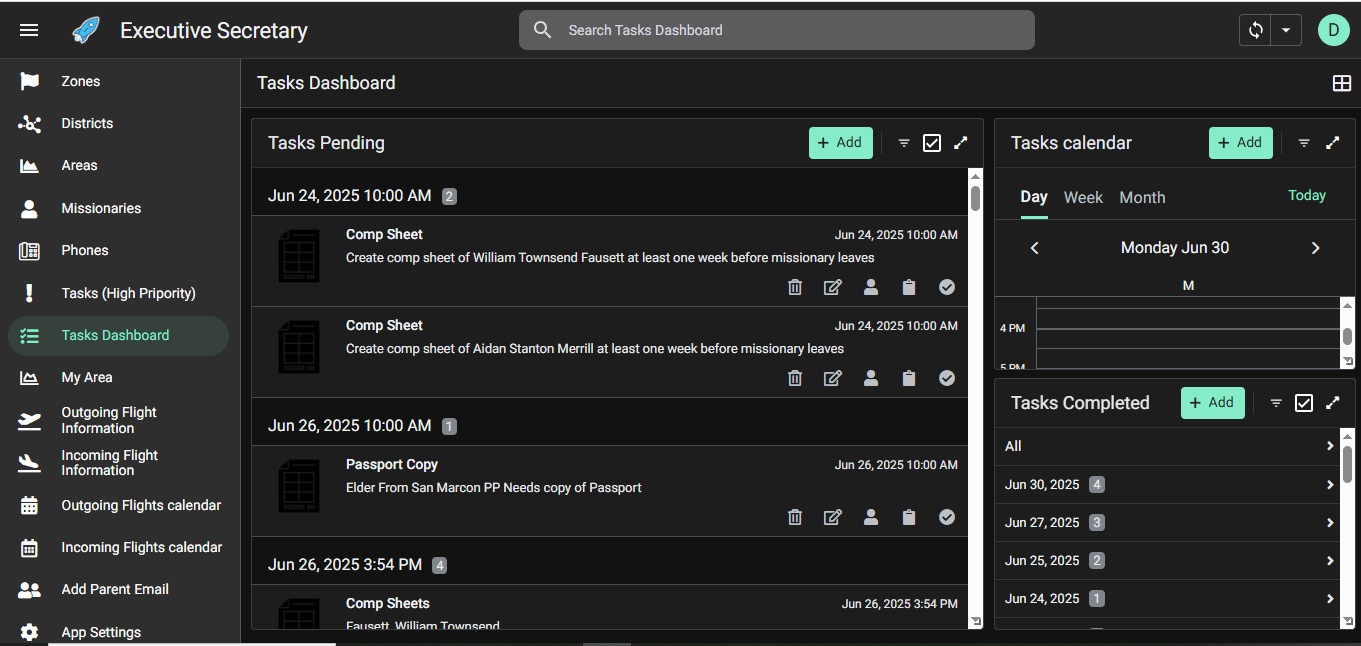 Executive Secretary
Search Tasks Dashboard
D
Zones
Districts
Areas
Missionaries
Phones
Tasks (High Pripority)
Tasks Dashboard
My Area
Outgoing Flight
Information
Incoming Flight
Information
Outgoing Flights calendar
Incoming Flights calendar
Add Parent Email
App Settings
Tasks Dashboard
Tasks Pending
+ Add
Jun 24, 2025 10:00 AM 2
Comp Sheet Jun 24, 2025 10:00 AM
Create comp sheet of William Townsend Fausett at least one week before missionary leaves
Comp Sheet Jun 24, 2025 10:00 AM
Create comp sheet of Aidan Stanton Merrill at least one week before missionary leaves
Jun 26, 2025 10:00 AM 1
Passport Copy Jun 26, 2025 10:00 AM
Elder From San Marcon PP Needs copy of Passport
Jun 26, 2025 3:54 PM 4
Comp Sheets Jun 26, 2025 3:54 PM
Fausett, William Townsend
Tasks calendar
+ Add
Day Week Month Today
Monday Jun 30
M
4 PM
5 PM
Tasks Completed
+ Add
All
Jun 30, 2025 4
Jun 27, 2025 3
Jun 25, 2025 2
Jun 24, 2025 1